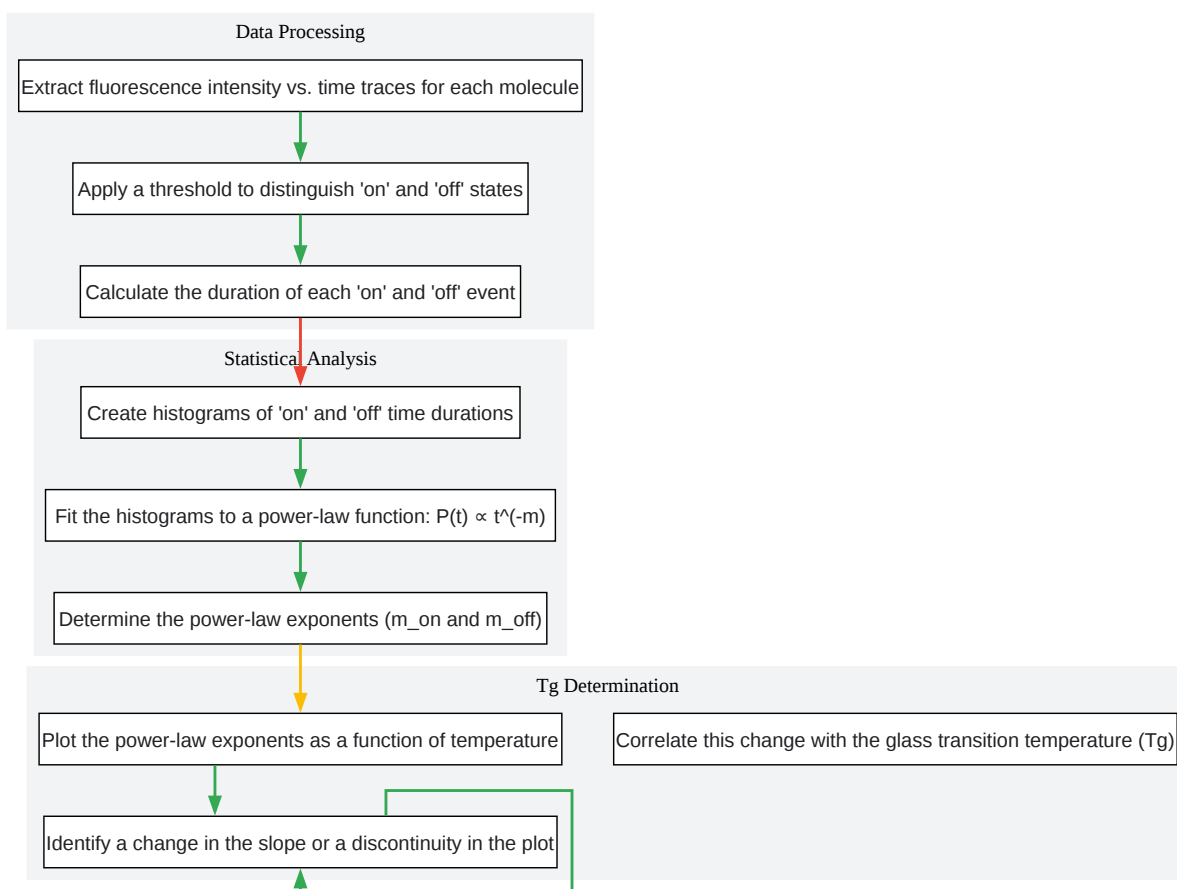 Data Processing
Extract fluorescence intensity vs. time traces for each molecule
Apply a threshold to distinguish 'on' and 'off' states
Calculate the duration of each 'on' and 'off' event
Statistical Analysis
Create histograms of 'on' and 'off' time durations
Fit the histograms to a power-law function: P(t) ∝ t^(-m)
Determine the power-law exponents (m_on and m_off)
Tg Determination
Plot the power-law exponents as a function of temperature
Correlate this change with the glass transition temperature (Tg)
Identify a change in the slope or a discontinuity in the plot